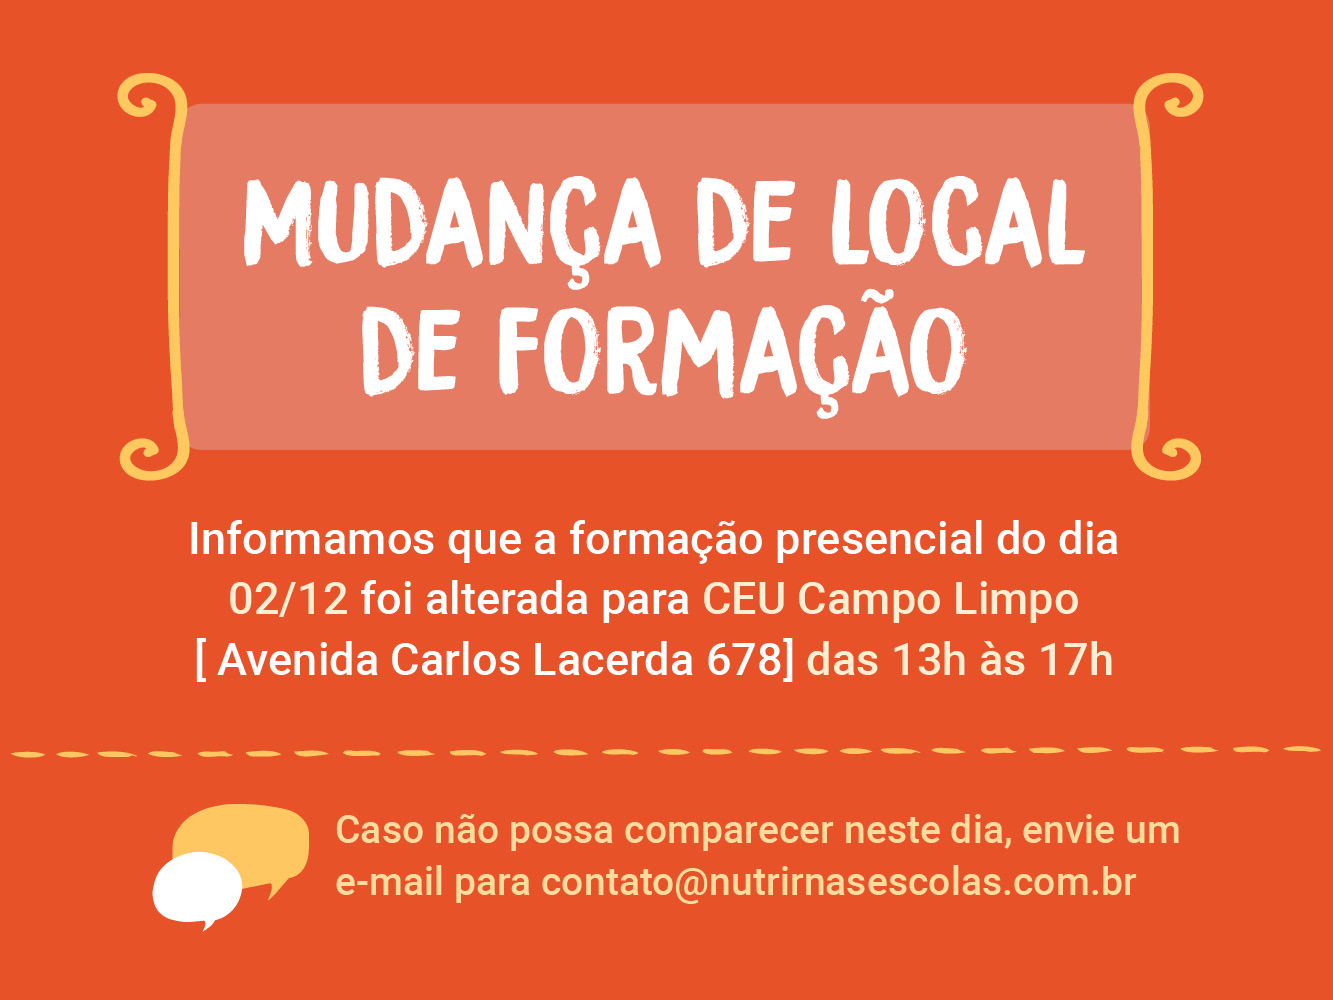 MUDANÇA DE LOCAL
DE FORMAÇÃO
Informamos que a formação presencial do dia
02/12 foi alterada para CEU Campo Limpo
[ Avenida Carlos Lacerda 678] das 13h às 17h
Caso não possa comparecer neste dia, envie um
e-mail para contato@nutrirnasescolas.com.br